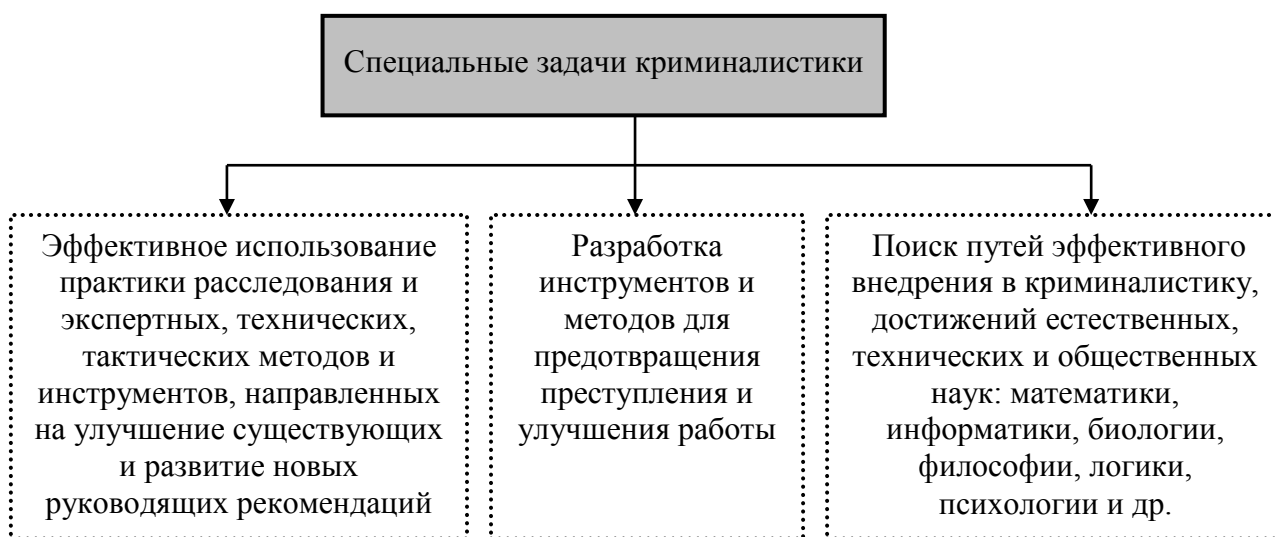 Специальные задачи криминалистики
Эффективное использование
практики расследования и
экспертных, технических,
тактических методов и
инструментов, направленных
на улучшение существующих
и развитие новых
руководящих рекомендаций
Разработка
инструментов и
методов для
предотвращения
преступления и
улучшения работы
Поиск путей эффективного
внедрения в криминалистику,
достижений естественных,
технических и общественных
наук: математики,
информатики, биологии,
философии, логики,
психологии и др.